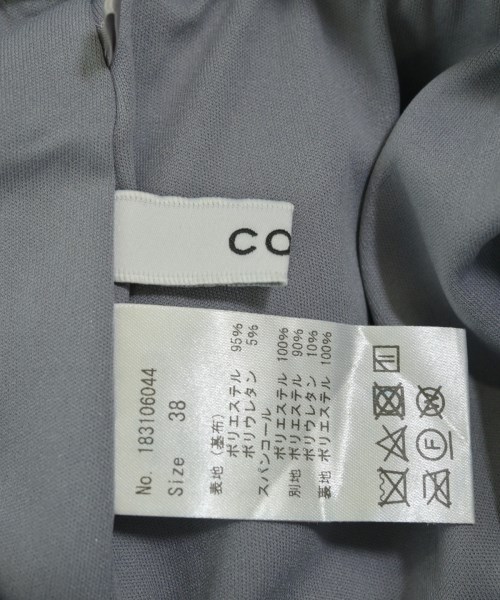 CO
No. 183106044
Size 38
表地(基布)
ポリエステル 95%
ポリウレタン 5%
スパンコール
ポリエステル 100%
別地 ポリエステル 90%
ポリウレタン 10%
裏地 ポリエステル 100%
F
W